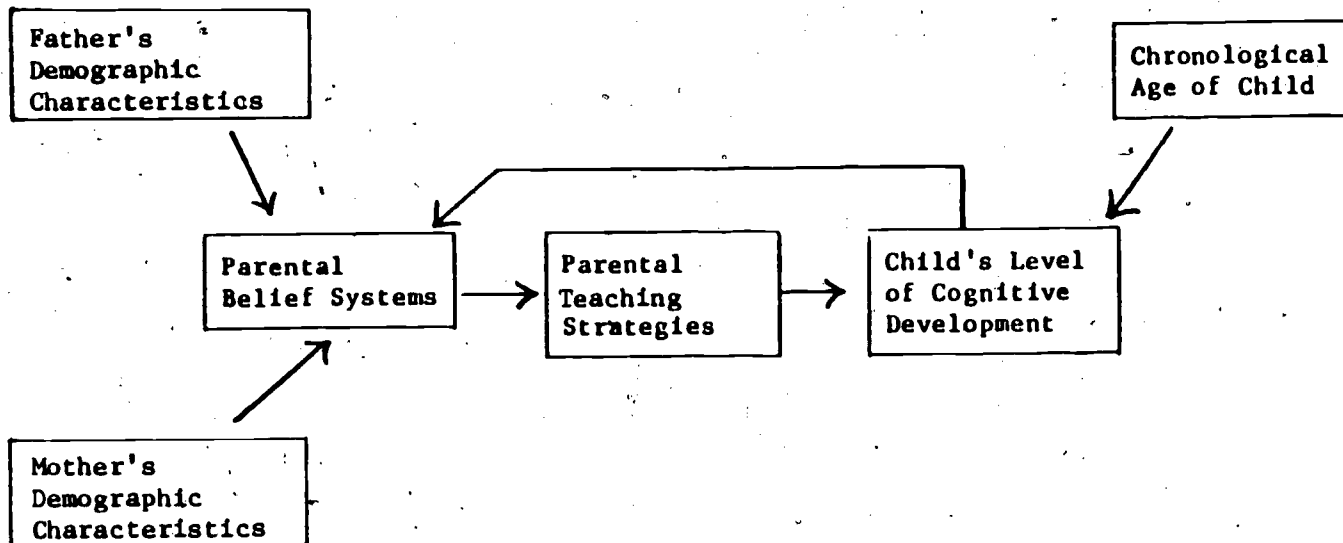 Father's
Demographic
Characteristics
Chronological
Age of Child
Parental
Belief Systems
Parental
Teaching
Strategies
Child's Level
of Cognitive
Development
Mother's
Demographic
Characteristics